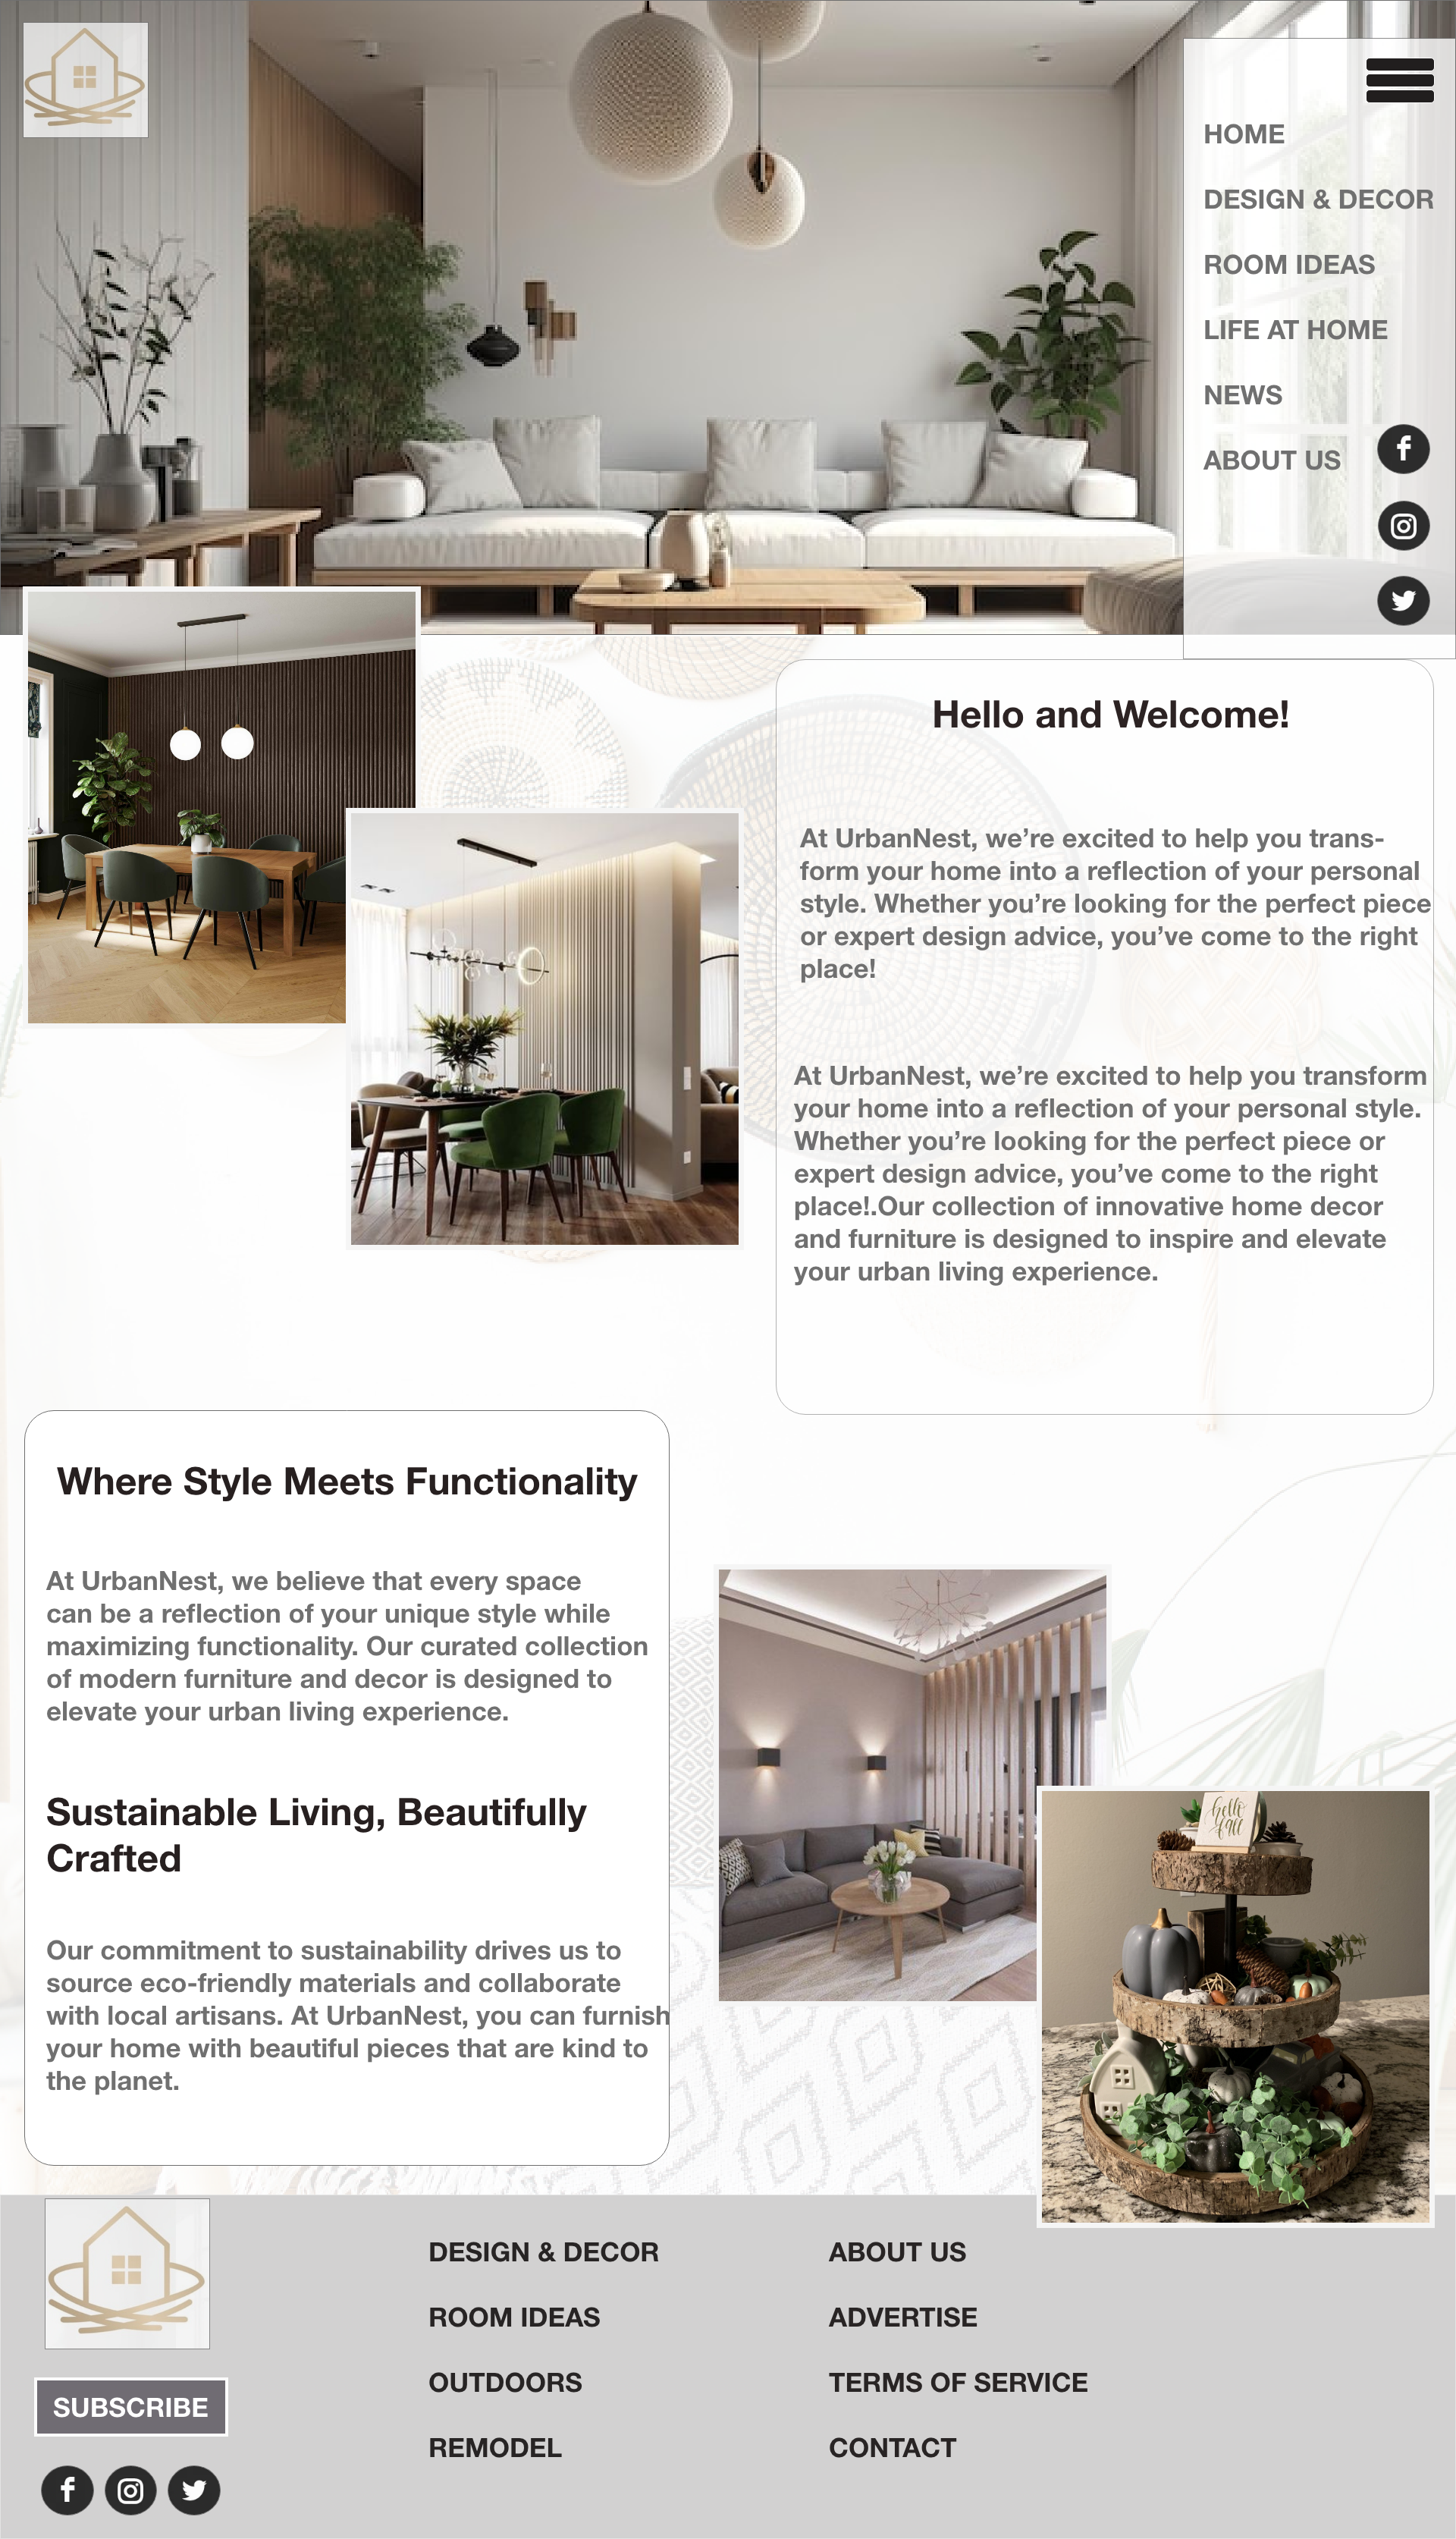 HOME
DESIGN & DECOR
ROOM IDEAS
LIFE AT HOME
NEWS
ABOUT US
Hello and Welcome!
At UrbanNest, we’re excited to help you trans-
form your home into a reflection of your personal
style. Whether you’re looking for the perfect piece
or expert design advice, you’ve come to the right
place!
At UrbanNest, we’re excited to help you transform
your home into a reflection of your personal style.
Whether you’re looking for the perfect piece or
expert design advice, you’ve come to the right
place!.Our collection of innovative home decor
and furniture is designed to inspire and elevate
your urban living experience.
Where Style Meets Functionality
At UrbanNest, we believe that every space
can be a reflection of your unique style while
maximizing functionality. Our curated collection
of modern furniture and decor is designed to
elevate your urban living experience.
Sustainable Living, Beautifully
Crafted
Our commitment to sustainability drives us to
source eco-friendly materials and collaborate
with local artisans. At UrbanNest, you can furnish
your home with beautiful pieces that are kind to
the planet.
hello
fall
SUBSCRIBE
DESIGN & DECOR
ROOM IDEAS
OUTDOORS
REMODEL
ABOUT US
ADVERTISE
TERMS OF SERVICE
CONTACT